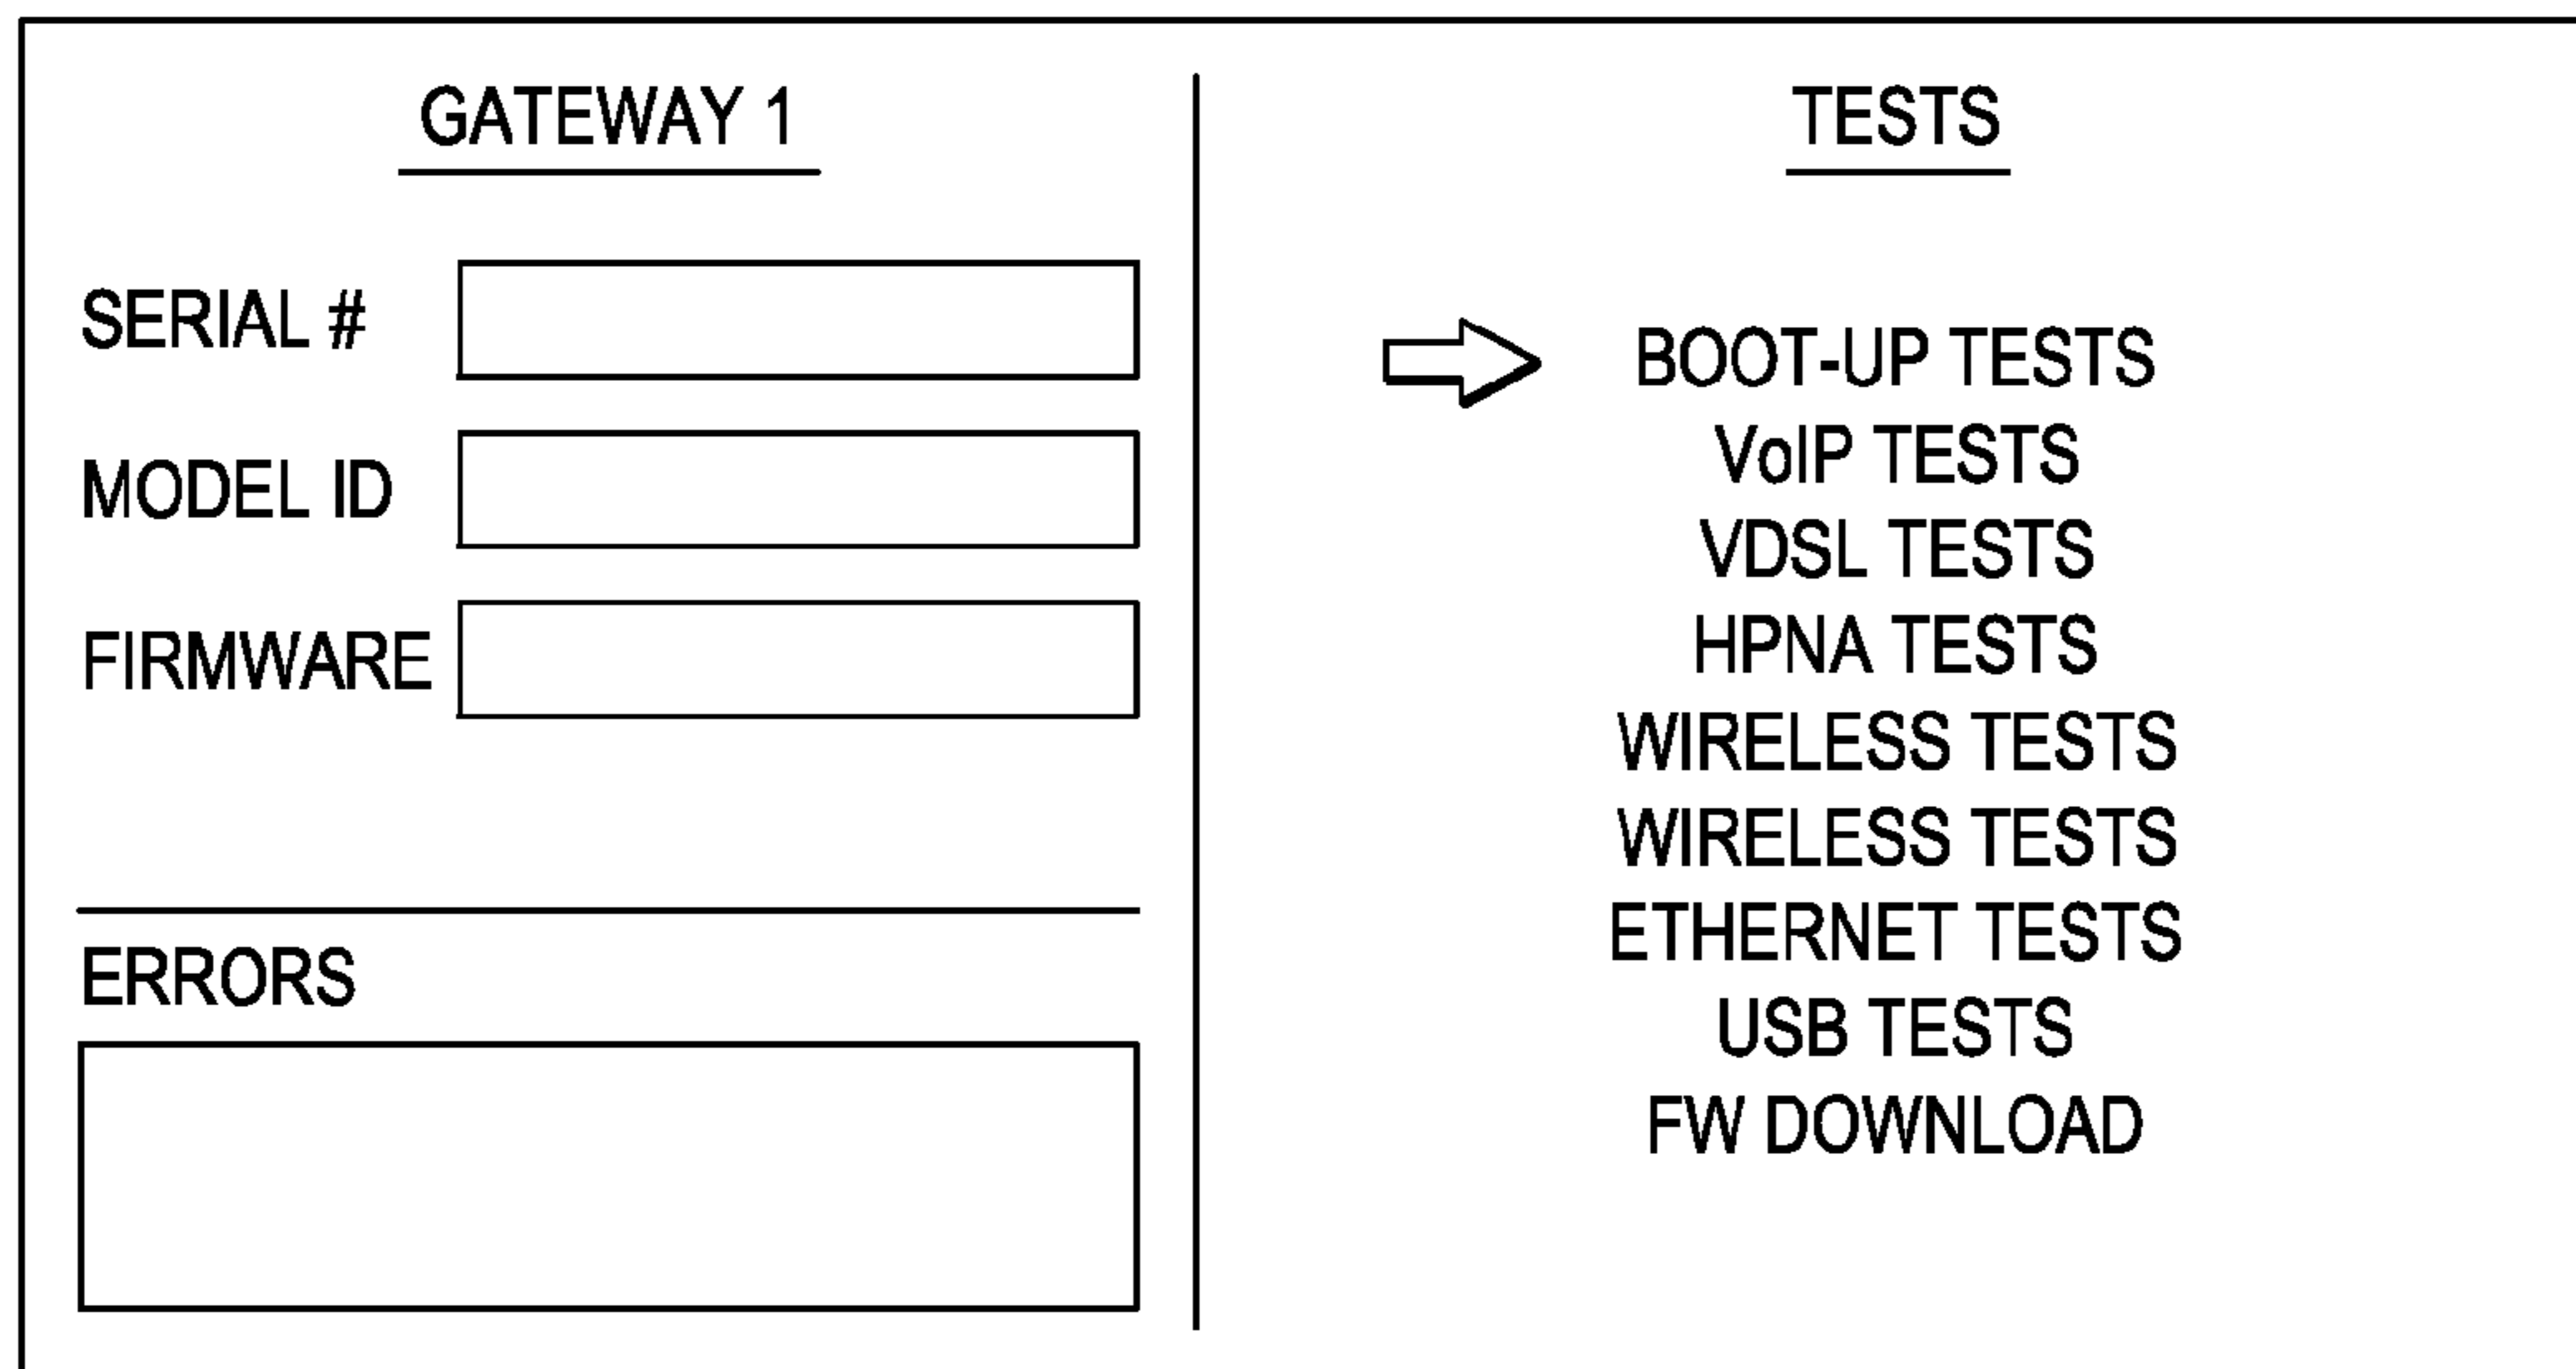 GATEWAY 1
SERIAL #
MODEL ID
FIRMWARE
ERRORS
TESTS
BOOT-UP TESTS
VoIP TESTS
VDSL TESTS
HPNA TESTS
WIRELESS TESTS
WIRELESS TESTS
ETHERNET TESTS
USB TESTS
FW DOWNLOAD